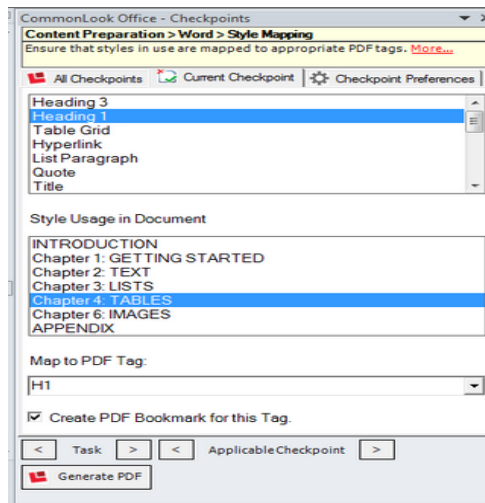 CommonLook Office - Checkpoints
Content Preparation > Word > Style Mapping
Ensure that styles in use are mapped to appropriate PDF tags. More...
All Checkpoints Current Checkpoint Checkpoint Preferences
Heading 3
Heading 1
Table Grid
Hyperlink
List Paragraph
Quote
Title
Style Usage in Document
INTRODUCTION
Chapter 1: GETTING STARTED
Chapter 2: TEXT
Chapter 3: LISTS
Chapter 4: TABLES
Chapter 6: IMAGES
APPENDIX
Map to PDF Tag:
H1
Create PDF Bookmark for this Tag.
< Task > < Applicable Checkpoint >
Generate PDF